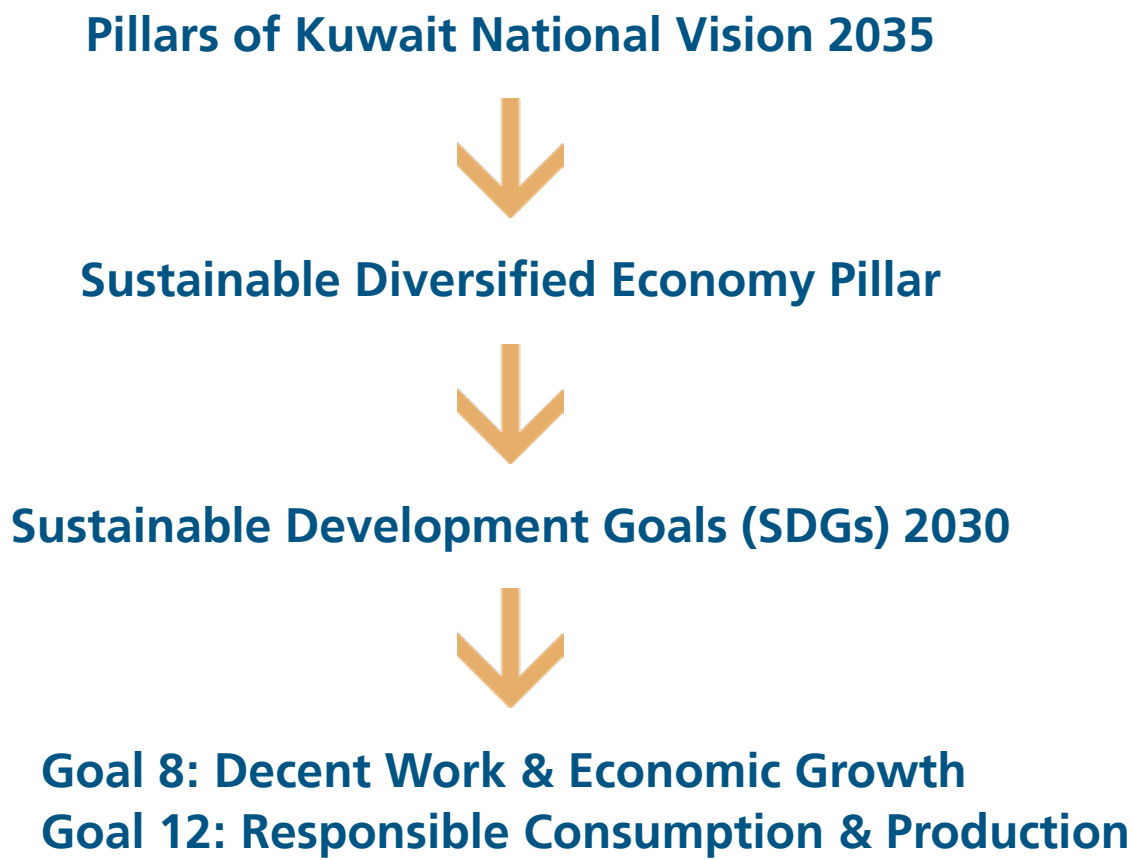 Pillars of Kuwait National Vision 2035
Sustainable Diversified Economy Pillar
Sustainable Development Goals (SDGs) 2030
Goal 8: Decent Work & Economic Growth
Goal 12: Responsible Consumption & Production